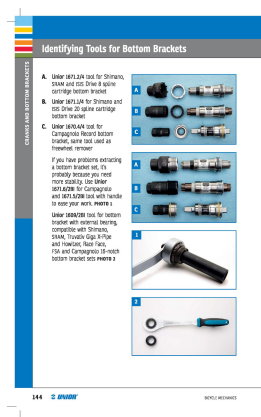 Identifying Tools for Bottom Brackets
CRANKS AND BOTTOM BRACKETS
A. Unior 1671.2/4 tool for Shimano,
SRAM and ISIS Drive 8 spline
cartridge bottom bracket
B. Unior 1671.1/4 for Shimano and
ISIS Drive 20 spline cartridge
bottom bracket
C. Unior 1670.4/4 tool for
Campagnolo Record bottom
bracket, same tool used as
freewheel remover
If you have problems extracting
a bottom bracket set, it's
probably because you need
more stability. Use Unior
1671.6/2BI for Campagnolo
and 1671.5/2BI tool with handle
to ease your work. PHOTO 1
Unior 1609/2BI tool for bottom
bracket with external bearing,
compatible with Shimano,
SRAM, Truvativ Giga X-Pipe
and Howitzer, Race Face,
FSA and Campagnolo 10-notch
bottom bracket sets PHOTO 2
A
B
C
A
B
C
1
2
144 UNIOR
BICYCLE MECHANICS